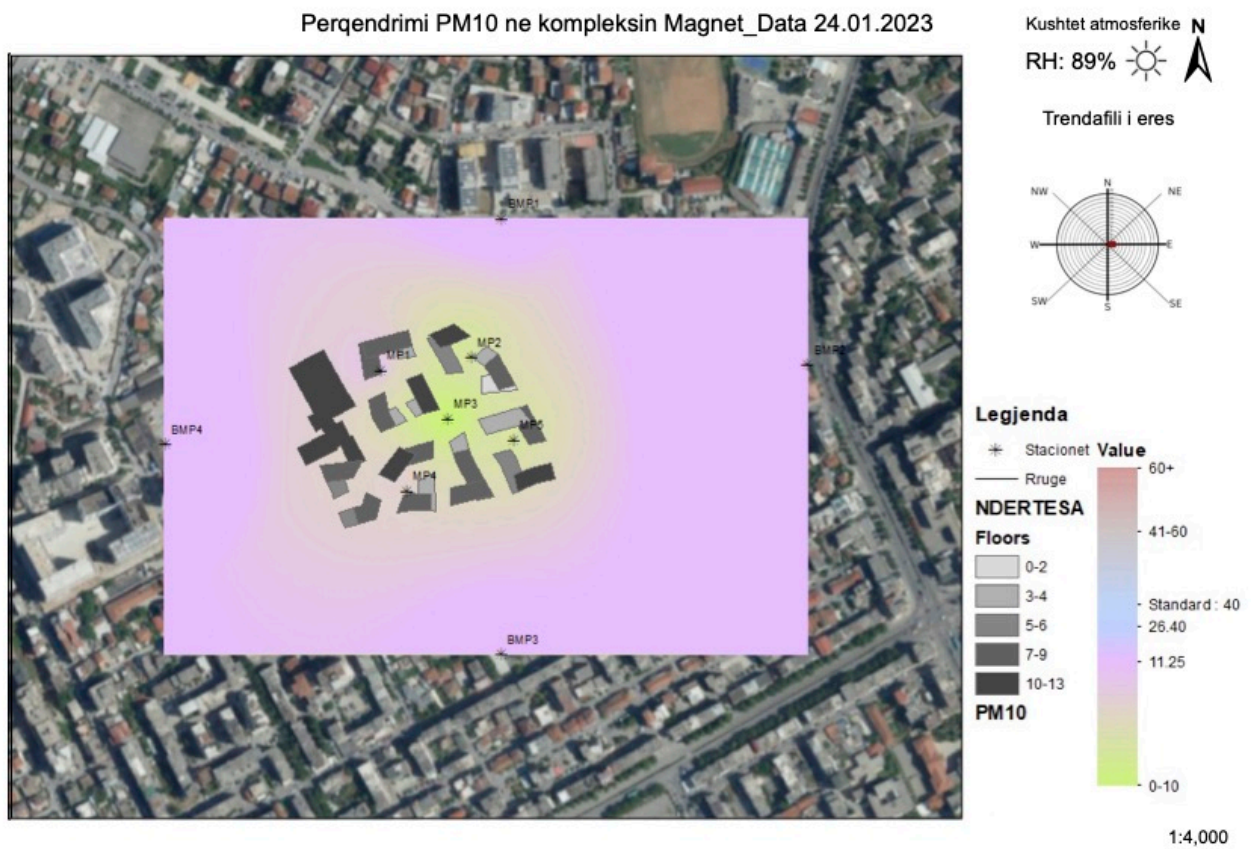 Perqendrimi PM10 ne kompleksin Magnet_Data 24.01.2023
Kushtet atmosferike N
RH: 89%
Trendafili i eres
N
NW NE
W E
SW SE
S
BMP1
BMP2
MP1
MP2
MP3
MP5
BMP4
MP4
BMP3
Legjenda
Stacionet
Rruge
NDERTESA
Floors
0-2
3-4
5-6
7-9
10-13
PM10
Value
60+
41-60
Standard : 40
26.40
11.25
0-10
1:4,000